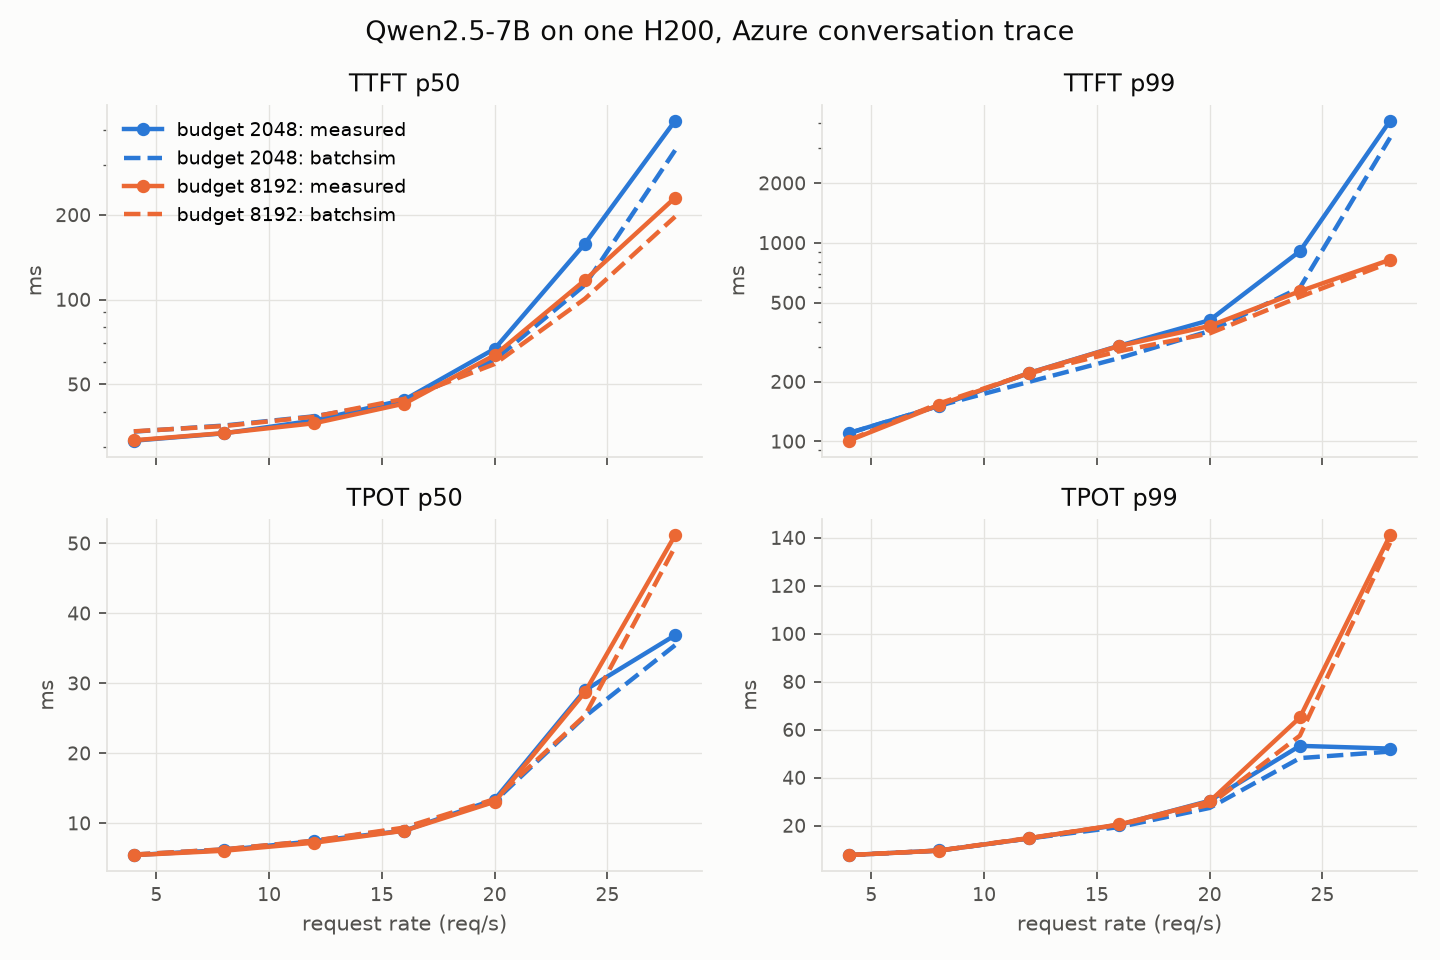 Qwen2.5-7B on one H200, Azure conversation trace
TTFT p50
budget 2048: measured
budget 2048: batchsim
budget 8192: measured
budget 8192: batchsim
200
100
50
ms
TTFT p99
2000
1000
500
200
100
ms
TPOT p50
50
40
30
20
10
ms
5
10
15
20
25
request rate (req/s)
TPOT p99
140
120
100
80
60
40
20
ms
5
10
15
20
25
request rate (req/s)